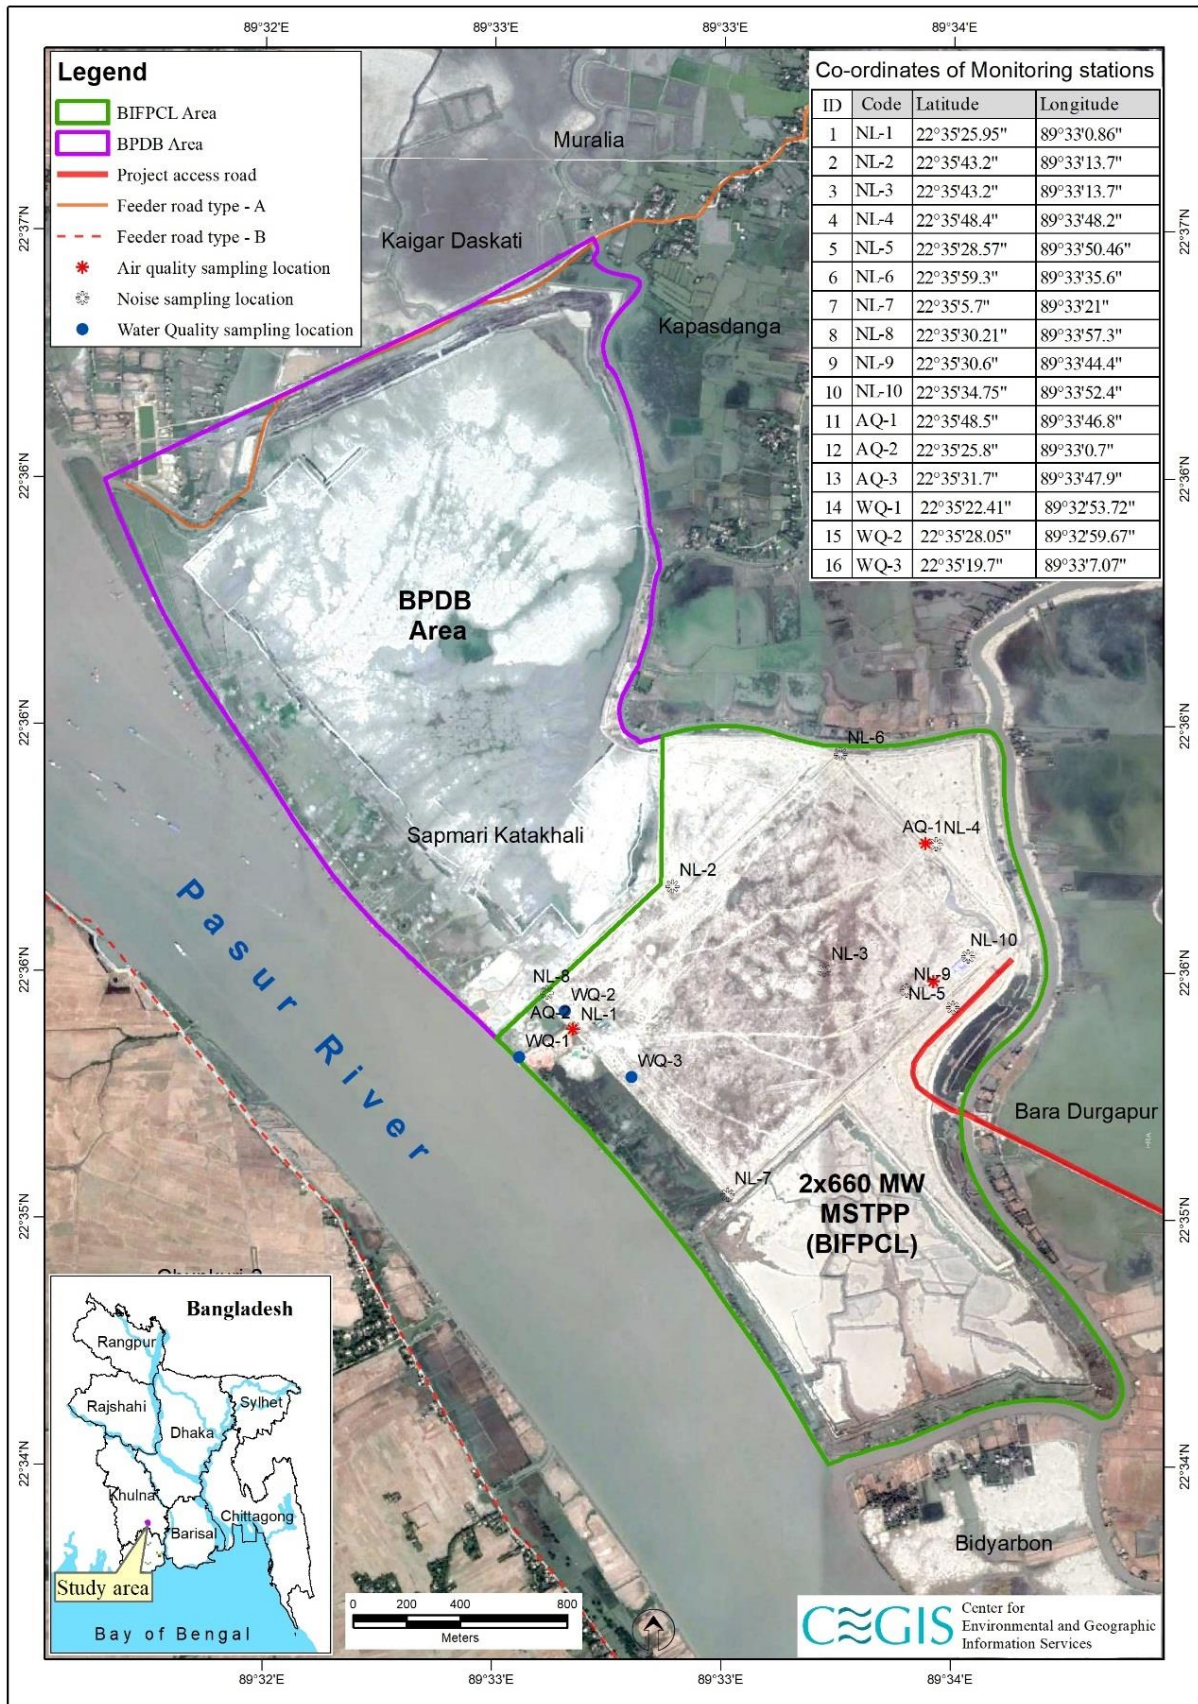 89°32'E 89°33'E 89°33'E 89°34'E
Legend
BIFPCL Area
BPDB Area
Project access road
Feeder road type - A
Feeder road type - B
Air quality sampling location
Noise sampling location
Water Quality sampling location
Co-ordinates of Monitoring stations
ID Code Latitude Longitude
1 NL-1 22°35'25.95" 89°33'0.86"
2 NL-2 22°35'43.2" 89°33'13.7"
3 NL-3 22°35'43.2" 89°33'13.7"
4 NL-4 22°35'48.4" 89°33'48.2"
5 NL-5 22°35'28.57" 89°33'50.46"
6 NL-6 22°35'59.3" 89°33'35.6"
7 NL-7 22°35'5.7" 89°33'21"
8 NL-8 22°35'30.21" 89°33'57.3"
9 NL-9 22°35'30.6" 89°33'44.4"
10 NL-10 22°35'34.75" 89°33'52.4"
11 AQ-1 22°35'48.5" 89°33'46.8"
12 AQ-2 22°35'25.8" 89°33'0.7"
13 AQ-3 22°35'31.7" 89°33'47.9"
14 WQ-1 22°35'22.41" 89°32'53.72"
15 WQ-2 22°35'28.05" 89°32'59.67"
16 WQ-3 22°35'19.7" 89°33'7.07"
Muralia
22°37'N
22°37'N
Kaigar Daskati
Kapasdanga
22°36'N
22°36'N
BPDB
Area
22°36'N
22°36'N
NL-6
Sapmari Katakhali
AQ-1 NL-4
NL-2
Pasur River
NL-10
NL-3
22°36'N
22°36'N
NL-8
NL-9
WQ-2
NL-5
AQ-2 NL-1
WQ-1
WQ-3
Bara Durgapur
NL-7
2x660 MW
MSTPP
(BIFPCL)
22°35'N
22°35'N
Bangladesh
Rangpur
Rajshahi
Sylhet
Dhaka
Khulna
Chittagong
Barisal
Study area
Bay of Bengal
22°34'N
22°34'N
Bidyarbon
0 200 400 800
Meters
CEGIS
Center for
Environmental and Geographic
Information Services
89°32'E 89°33'E 89°33'E 89°34'E